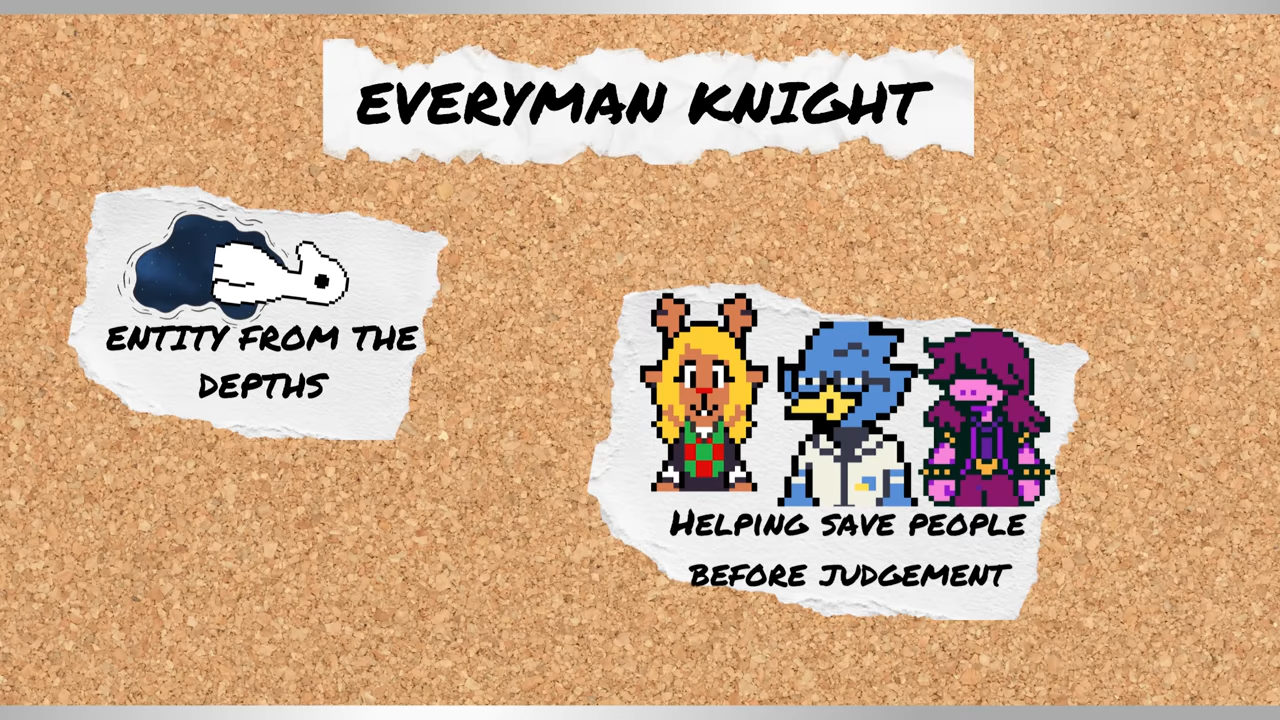 EVERYMAN KNIGHT
ENTITY FROM THE
DEPTHS
HELPING SAVE PEOPLE
BEFORE JUDGEMENT